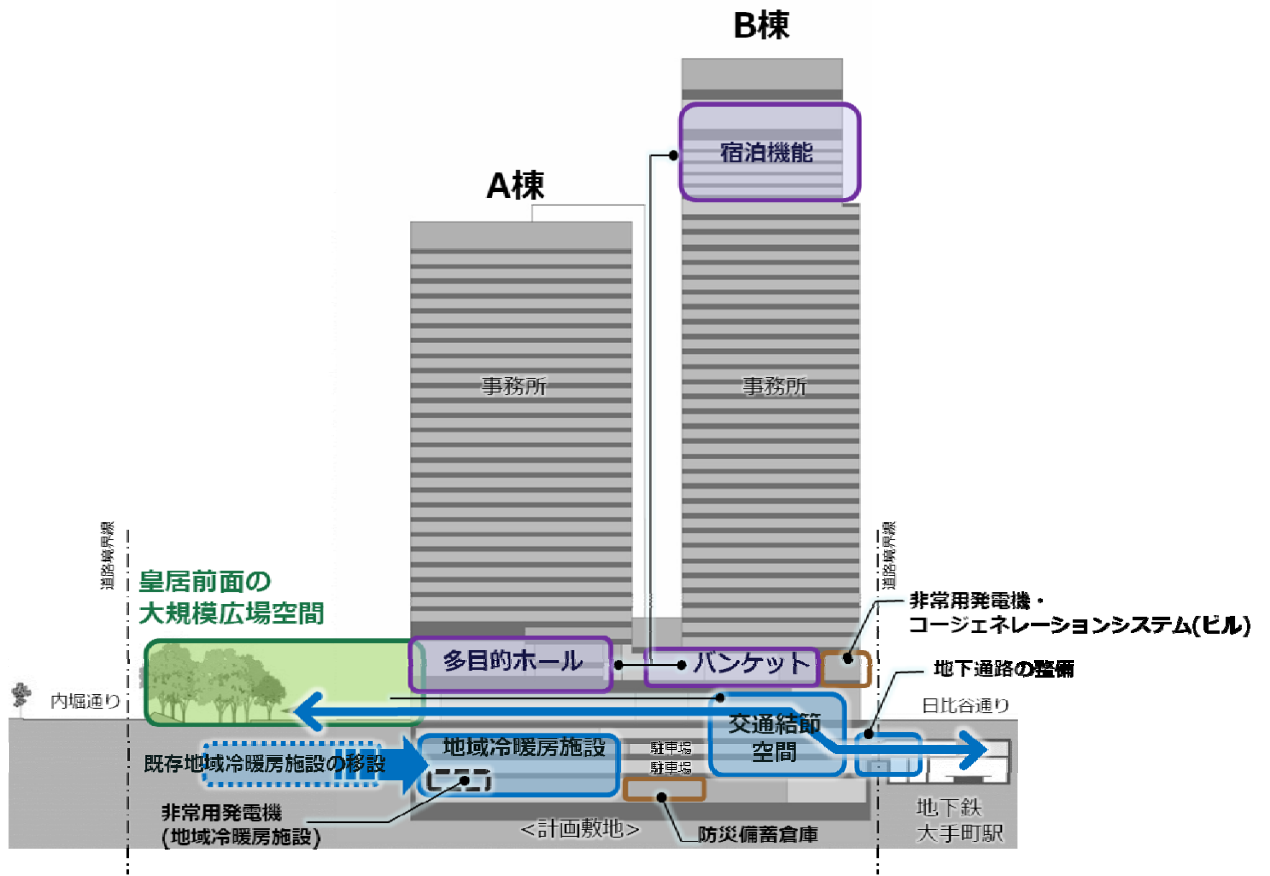 B棟
宿泊機能
A棟
事務所
事務所
道路境界線
道路境界線
皇居前面の
大規模広場空間
非常用発電機・
コージェネレーションシステム(ビル)
多目的ホール
バンケット
地下通路の整備
内堀通り
日比谷通り
交通結節
空間
地域冷暖房施設
駐車場
駐車場
既存地域冷暖房施設の移設
非常用発電機
(地域冷暖房施設)
<計画敷地>
防災備蓄倉庫
地下鉄
大手町駅